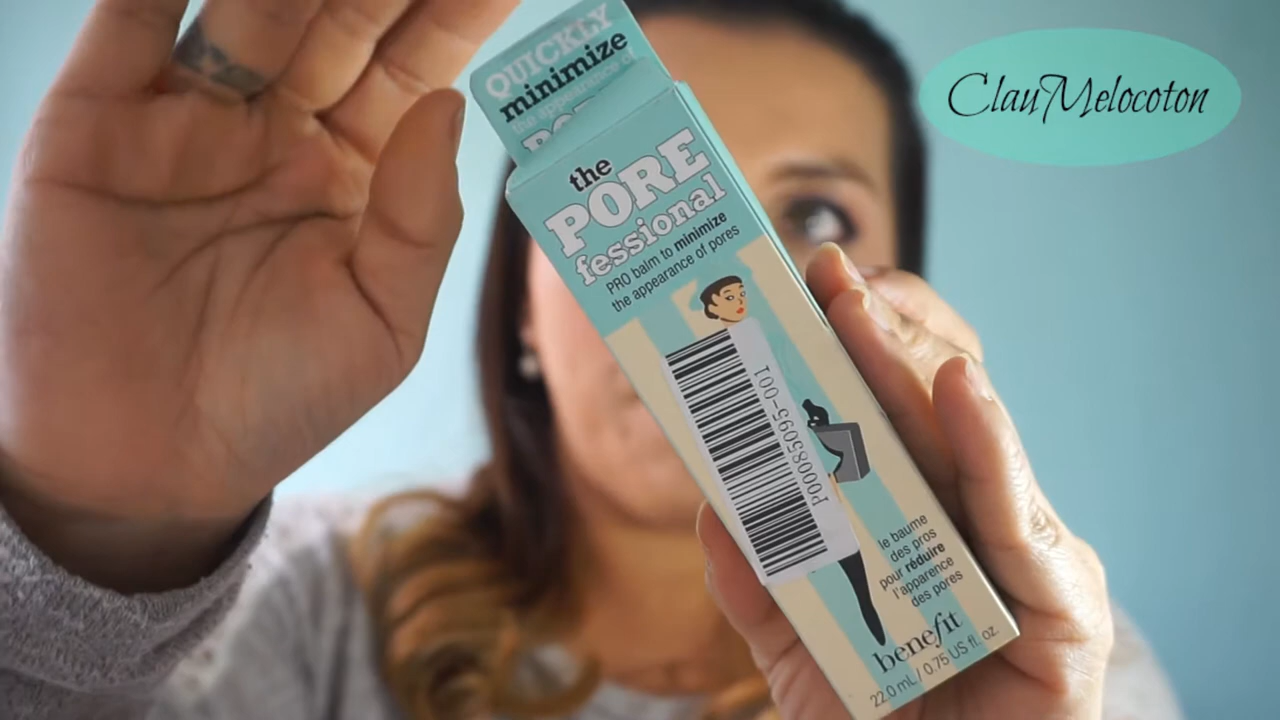 ClauMelocoton
QUICKLY
minimize
the appearance of
the
PORE
fessional
PRO balm to minimize
the appearance of pores
P00085095-001
le baume
des pros
pour réduire
l'apparence
des pores
benefit
22.0 mL / 0.75 US fl. oz.